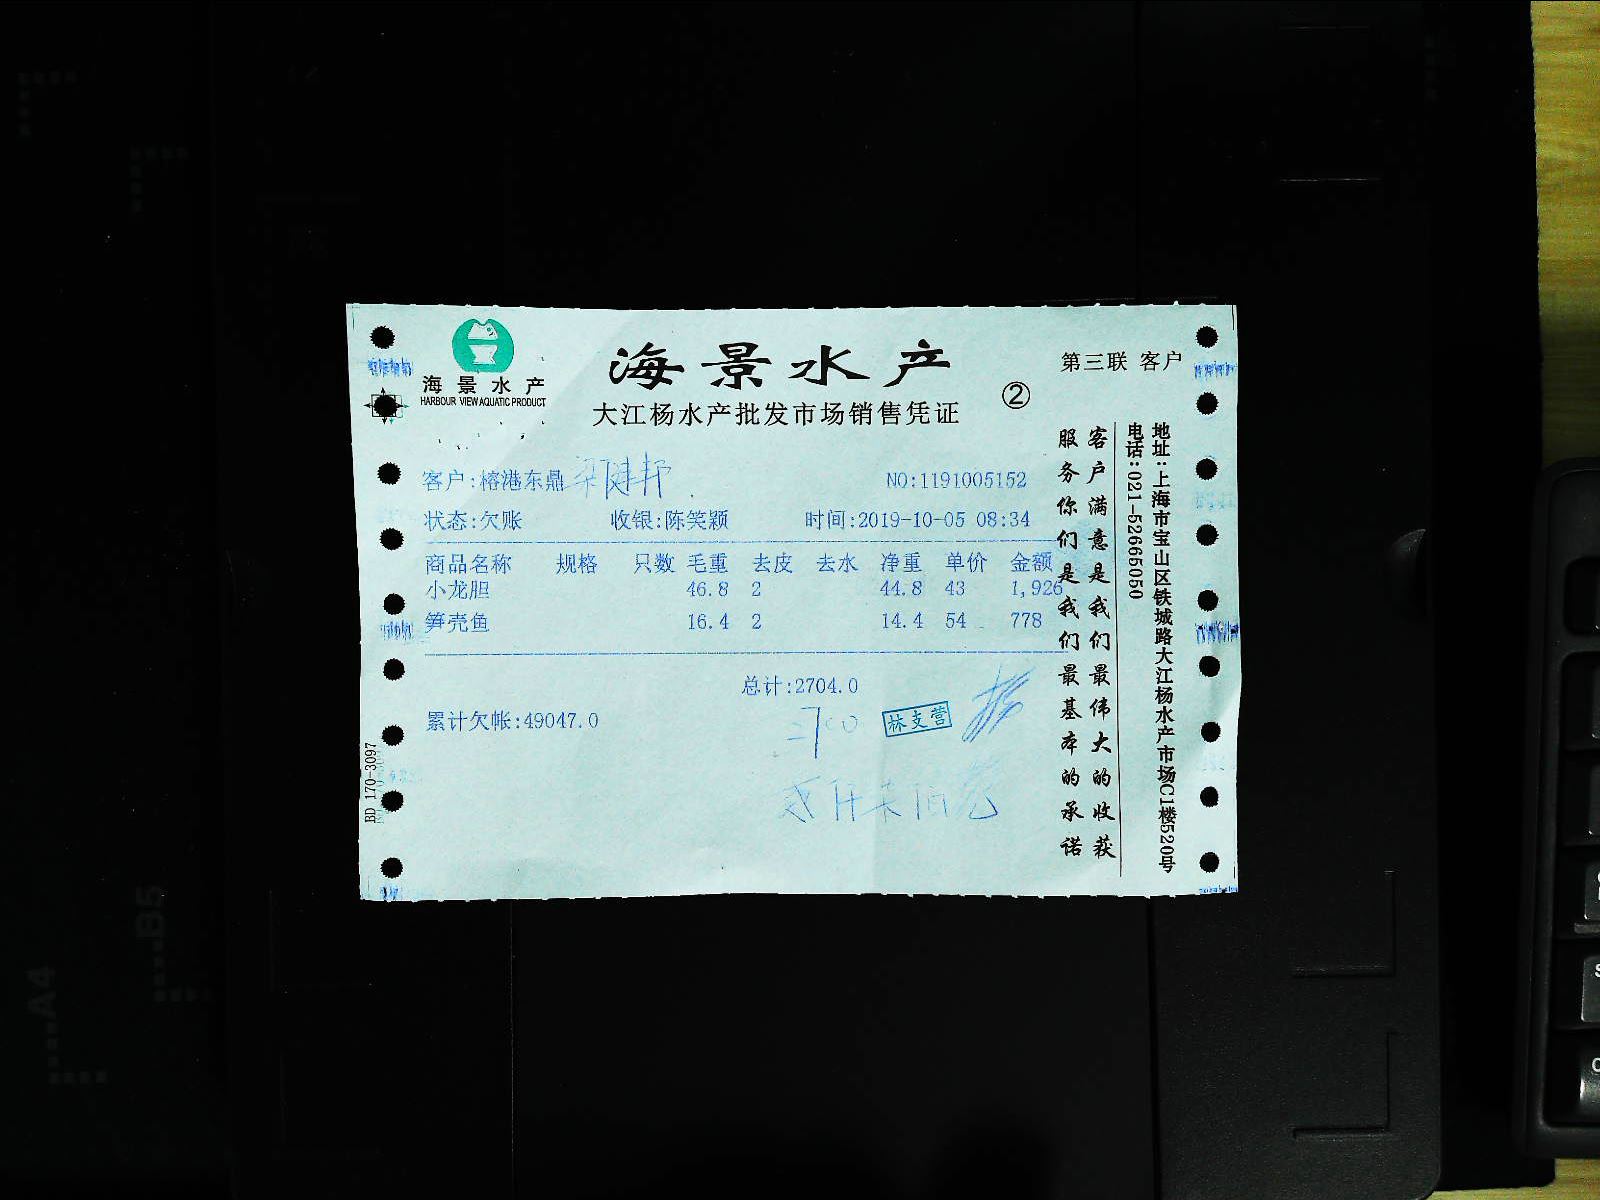 海景水产
HARBOUR VIEW AQUATIC PRODUCT
海景水产
第三联 客户
大江杨水产批发市场销售凭证
②
客户:榕港东鼎 梁健邦
NO:1191005152
状态:欠账 收银:陈笑颖 时间:2019-10-05 08:34
商品名称 规格 只数 毛重 去皮 去水 净重 单价 金额
小龙胆 46.8 2 44.8 43 1,926
笋壳鱼 16.4 2 14.4 54 778
总计:2704.0
累计欠帐:49047.0
2700
林支营
客户满意是我们最伟大的收获
服务你们是我们最基本的承诺
地址:上海市宝山区铁城路大江杨水产市场C1楼520号
电话:021-52665050
BD 170-3097
A4
B5